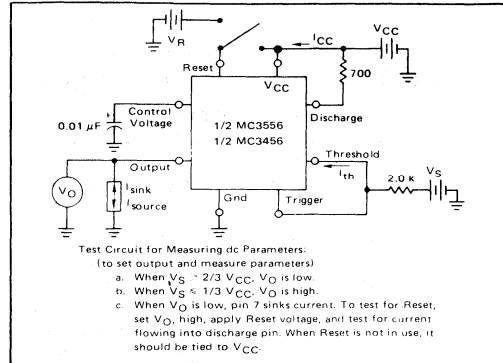 V_R
I_CC
V_CC
Reset
V_CC
700
Discharge
0.01 μF
Control
Voltage
1/2 MC3556
1/2 MC3456
Output
Threshold
I_th
2.0 k
V_S
V_O
I_sink
I_source
Gnd
Trigger
Test Circuit for Measuring dc Parameters:
(to set output and measure parameters)
a. When V_S 2/3 V_CC, V_O is low.
b. When V_S ≤ 1/3 V_CC, V_O is high.
c. When V_O is low, pin 7 sinks current. To test for Reset,
set V_O, high, apply Reset voltage, and test for current
flowing into discharge pin. When Reset is not in use, it
should be tied to V_CC.